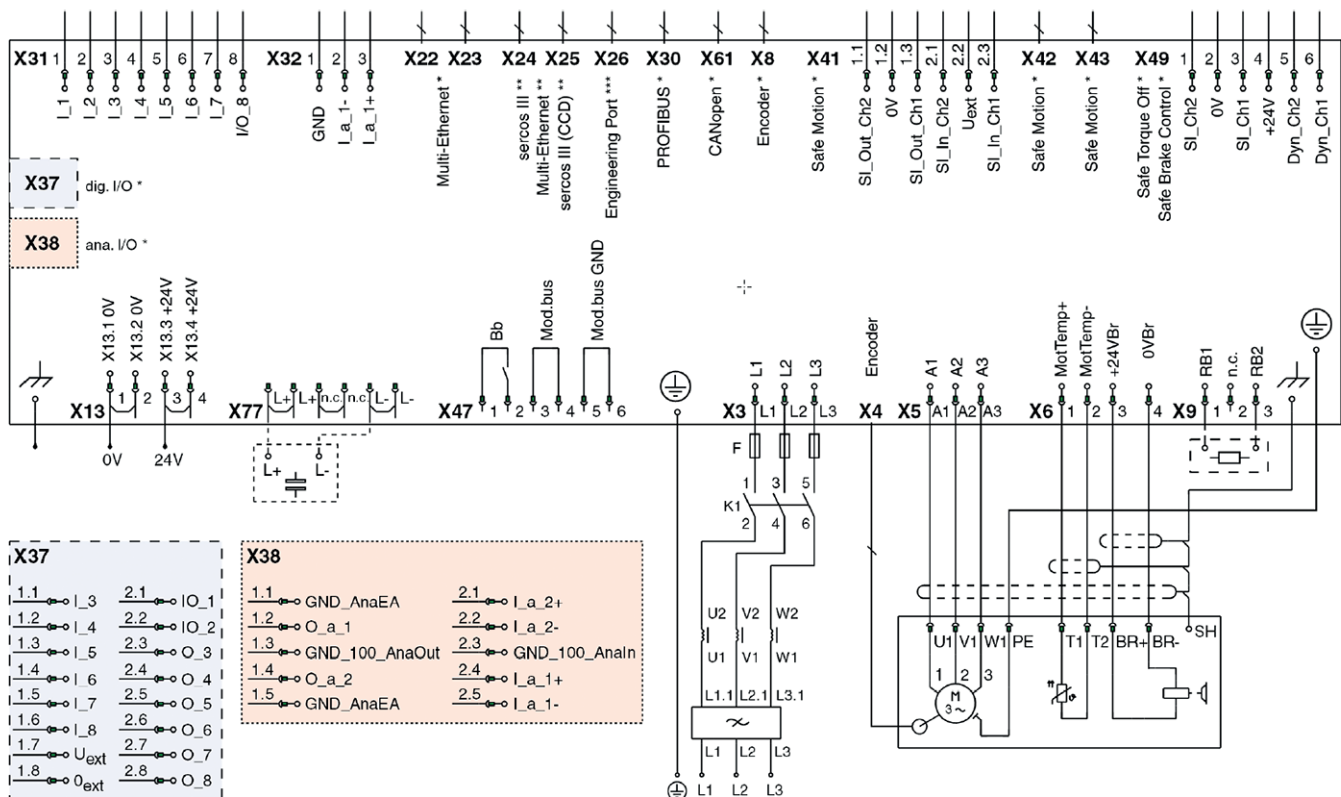 X31 1 2 3 4 5 6 7 8
I_1
I_2
I_3
I_4
I_5
I_6
I_7
I/O_8
X32 1 2 3
GND
I_a_1-
I_a_1+
X22 X23
Multi-Ethernet *
X24 X25
sercos III **
Multi-Ethernet **
sercos III (CCD) **
X26
Engineering Port ***
X30
PROFIBUS *
X61
CANopen *
X8
Encoder *
X41 1.1 1.2 1.3 2.1 2.2 2.3
Safe Motion *
SI_Out_Ch2
0V
SI_Out_Ch1
SI_In_Ch2
Uext
SI_In_Ch1
X42 X43
Safe Motion *
Safe Motion *
X49 1 2 3 4 5 6
Safe Torque Off *
Safe Brake Control *
SI_Ch2
0V
SI_Ch1
+24V
Dyn_Ch2
Dyn_Ch1
X37 dig. I/O *
X38 ana. I/O *
X13.1 0V
X13.2 0V
X13.3 +24V
X13.4 +24V
X13 1 2 3 4
0V 24V
X77 L+ L+ n.c. n.c. L- L-
L+ L-
Bb
Mod.bus
Mod.bus GND
X47 1 2 3 4 5 6
L1 L2 L3
X3 L1 L2 L3
F
1 3 5
K1
2 4 6
U2 V2 W2
U1 V1 W1
L1.1 L2.1 L3.1
L1 L2 L3
L1 L2 L3
Encoder
X4
A1 A2 A3
X5 A1 A2 A3
MotTemp+
MotTemp-
+24VBr
0VBr
X6 1 2 3 4
RB1
n.c.
RB2
X9 1 2 3
U1 V1 W1 PE T1 T2 BR+ BR- SH
1 2 3
M
3~
X37
1.1 I_3 2.1 IO_1
1.2 I_4 2.2 IO_2
1.3 I_5 2.3 O_3
1.4 I_6 2.4 O_4
1.5 I_7 2.5 O_5
1.6 I_8 2.6 O_6
1.7 Uext 2.7 O_7
1.8 0ext 2.8 O_8
X38
1.1 GND_AnaEA 2.1 I_a_2+
1.2 O_a_1 2.2 I_a_2-
1.3 GND_100_AnaOut 2.3 GND_100_AnaIn
1.4 O_a_2 2.4 I_a_1+
1.5 GND_AnaEA 2.5 I_a_1-